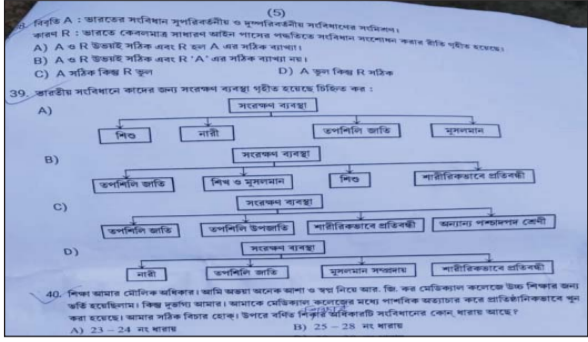 (5)
38. বিবৃতি A : ভারতের সংবিধান সুপরিবর্তনীয় ও দুষ্পরিবর্তনীয় সংবিধানের সংমিশ্রণ।
কারণ R : ভারতে কেবলমাত্র সাধারণ আইন পাসের পদ্ধতিতে সংবিধান সংশোধন করার রীতি গৃহীত হয়েছে।
A) A ও R উভয়ই সঠিক এবং R হল A এর সঠিক ব্যাখ্যা।
B) A ও R উভয়ই সঠিক এবং R 'A' এর সঠিক ব্যাখ্যা নয়।
C) A সঠিক কিন্তু R ভুল D) A ভুল কিন্তু R সঠিক
39. ভারতীয় সংবিধানে কাদের জন্য সংরক্ষণ ব্যবস্থা গৃহীত হয়েছে চিহ্নিত কর :
A) সংরক্ষণ ব্যবস্থা
শিশু নারী তপশিলি জাতি মুসলমান
B) সংরক্ষণ ব্যবস্থা
তপশিলি জাতি শিখ ও মুসলমান শিশু শারীরিকভাবে প্রতিবন্ধী
C) সংরক্ষণ ব্যবস্থা
তপশিলি জাতি তপশিলি উপজাতি শারীরিকভাবে প্রতিবন্ধী অন্যান্য পশ্চাদপদ শ্রেণী
D) সংরক্ষণ ব্যবস্থা
নারী তপশিলি জাতি মুসলমান সম্প্রদায় শারীরিকভাবে প্রতিবন্ধী
40. শিক্ষা আমার মৌলিক অধিকার। আমি অভয়া অনেক আশা ও স্বপ্ন নিয়ে আর. জি. কর মেডিক্যাল কলেজে উচ্চ শিক্ষার জন্য
ভর্তি হয়েছিলাম। কিন্তু দুর্ভাগ্য আমার। আমাকে মেডিক্যাল কলেজের মধ্যে পাশবিক অত্যাচার করে প্রাতিষ্ঠানিকভাবে খুন
করা হয়েছে। আমার সঠিক বিচার হোক। উপরে বর্ণিত শিক্ষার অধিকারটি সংবিধানের কোন্ ধারায় আছে?
A) 23 – 24 নং ধারায় B) 25 – 28 নং ধারায়